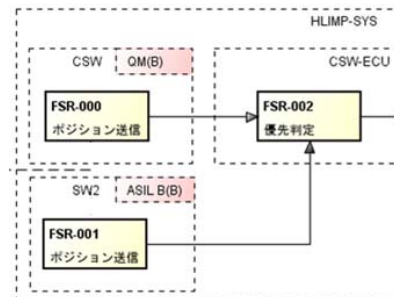 HLIMP-SYS
CSW
QM(B)
CSW-ECU
FSR-000
ポジション送信
FSR-002
優先判定
SW2
ASIL B(B)
FSR-001
ポジション送信